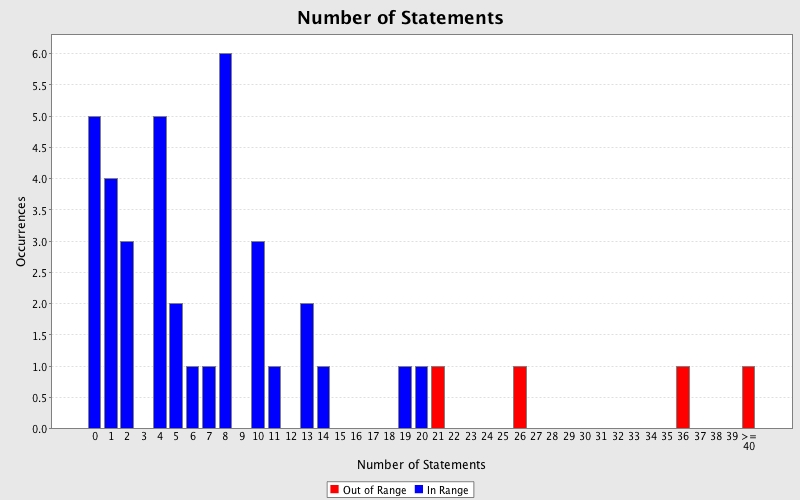 Number of Statements
Occurrences
6.0
5.5
5.0
4.5
4.0
3.5
3.0
2.5
2.0
1.5
1.0
0.5
0.0
0 1 2 3 4 5 6 7 8 9 10 11 12 13 14 15 16 17 18 19 20 21 22 23 24 25 26 27 28 29 30 31 32 33 34 35 36 37 38 39 >=
40
Number of Statements
Out of Range In Range